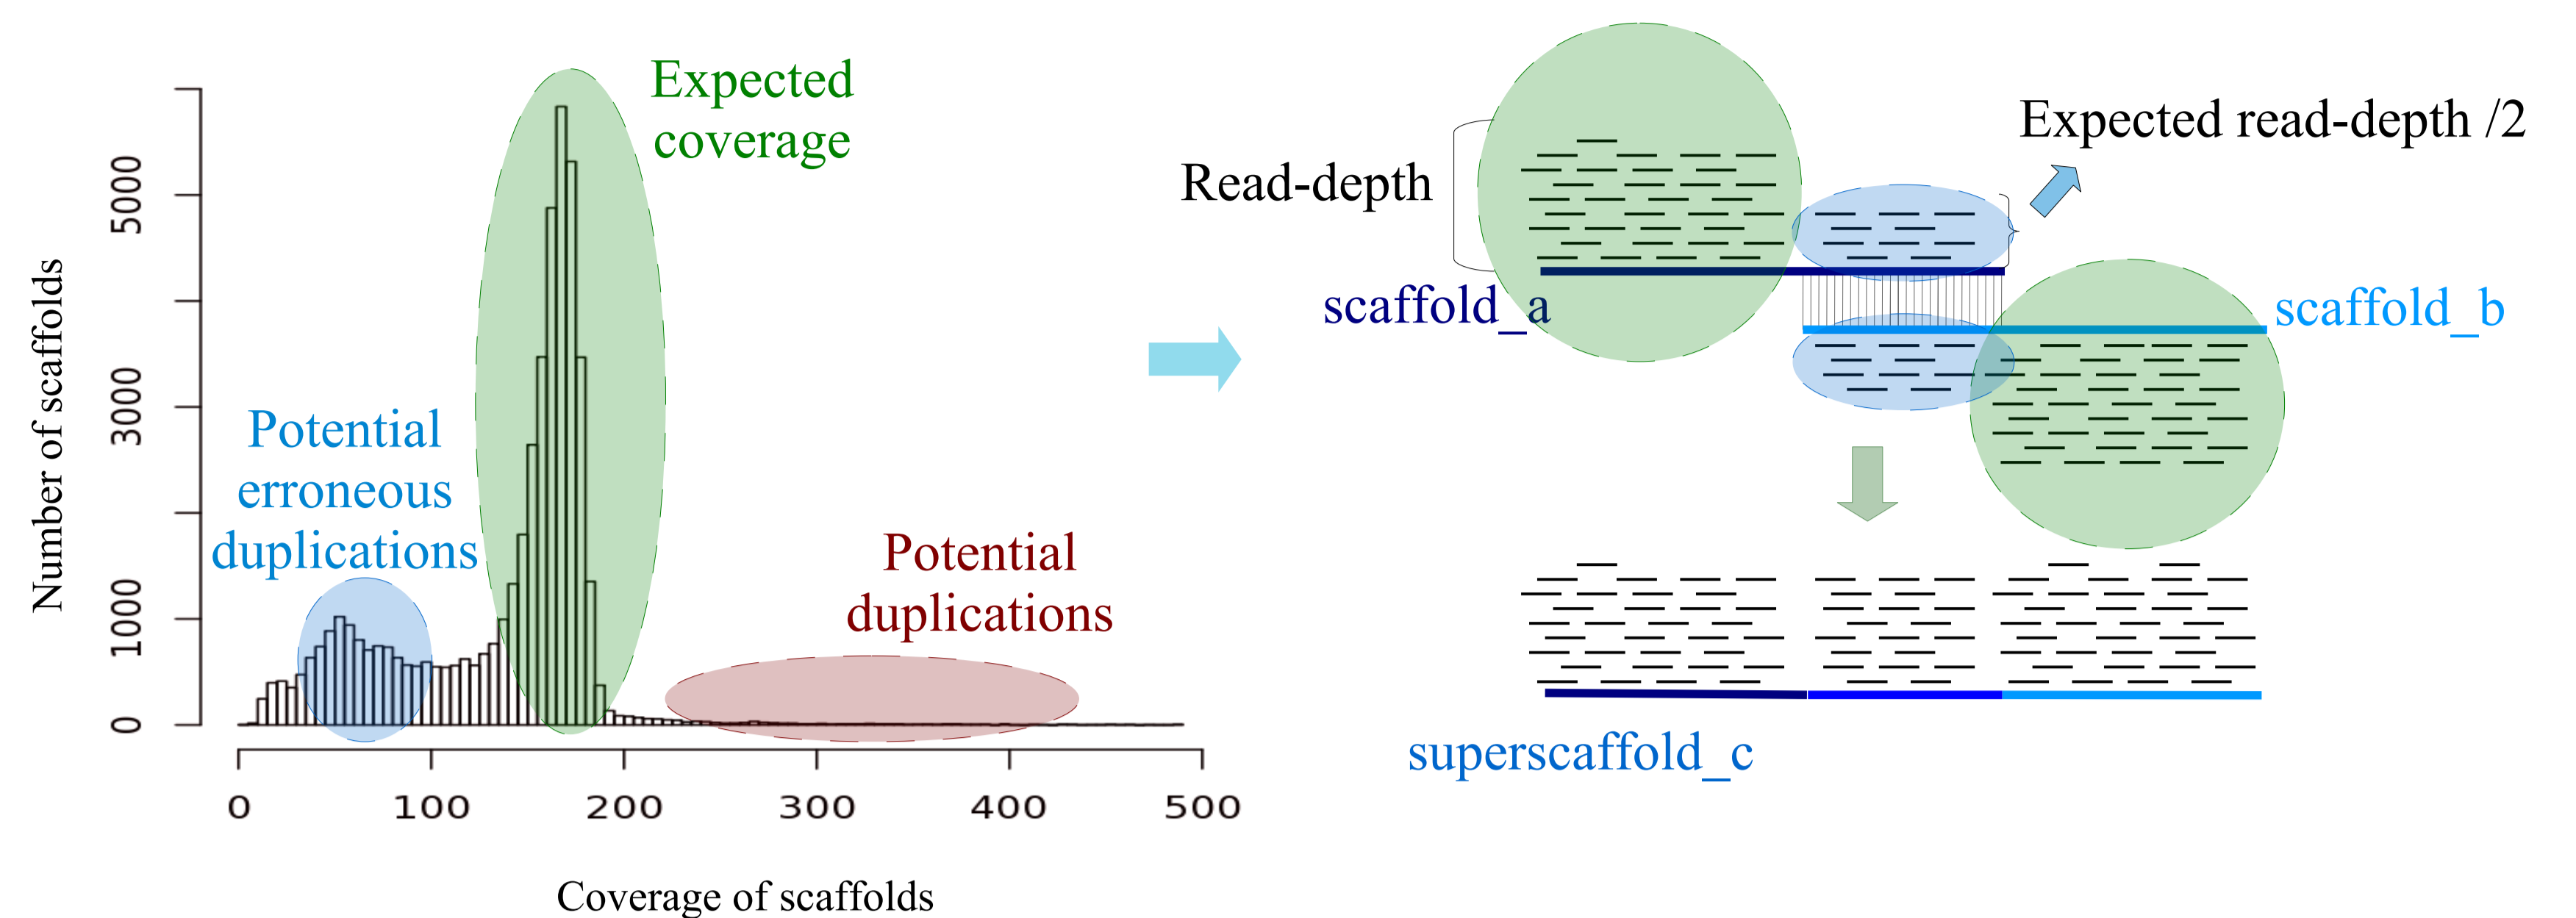 Expected
coverage
Potential
erroneous
duplications
Potential
duplications
Number of scaffolds
5000
3000
1000
0
0 100 200 300 400 500
Coverage of scaffolds
Expected read-depth /2
Read-depth
scaffold_a
scaffold_b
superscaffold_c